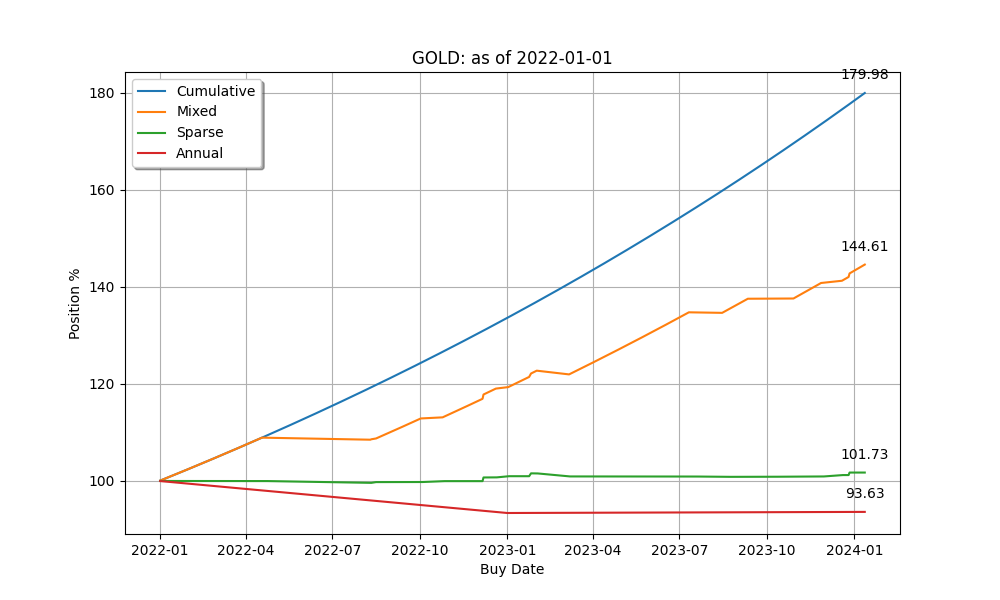 GOLD: as of 2022-01-01
179.98
Cumulative
Mixed
Sparse
Annual
144.61
101.73
93.63
Position %
180
160
140
120
100
2022-01 2022-04 2022-07 2022-10 2023-01 2023-04 2023-07 2023-10 2024-01
Buy Date